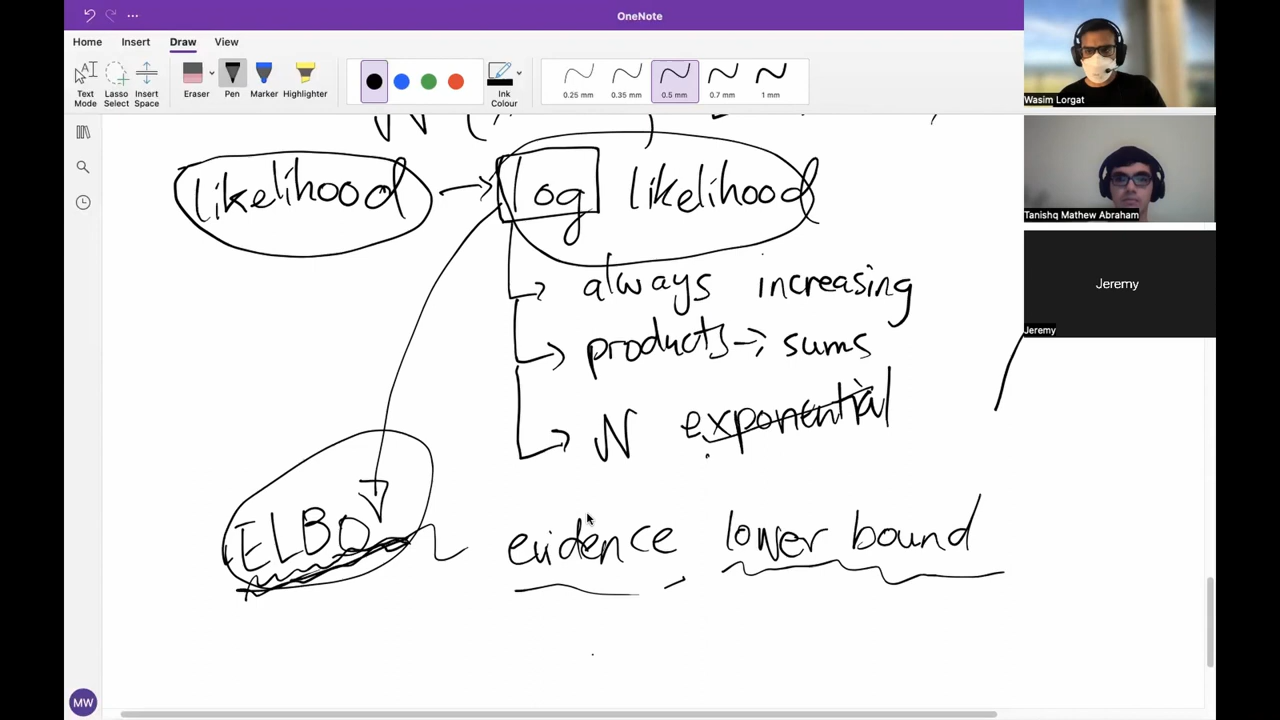 OneNote
Home Insert Draw View
Text Mode Lasso Select Insert Space Eraser Pen Marker Highlighter Ink Colour 0.25 mm 0.35 mm 0.5 mm 0.7 mm 1 mm
Wasim Lorgat
Tanishq Mathew Abraham
Jeremy
Jeremy
N (
likelihood → log likelihood
→ always increasing
→ products → sums
→ N exponential
ELBO evidence lower bound
MW